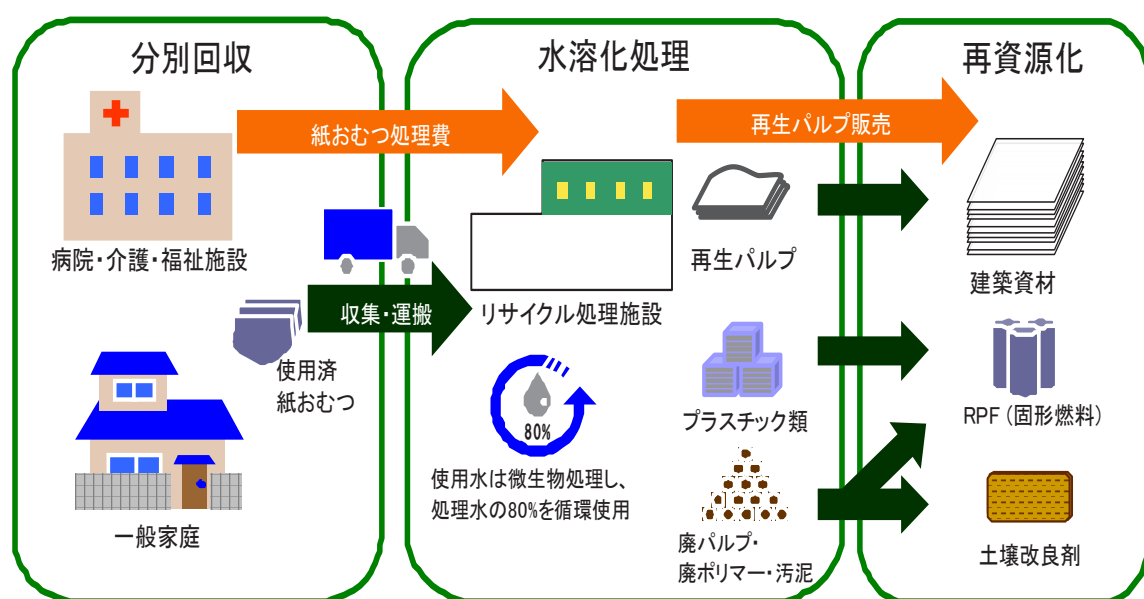 分別回収
水溶化処理
再資源化
紙おむつ処理費
再生パルプ販売
病院・介護・福祉施設
収集・運搬
使用済
紙おむつ
一般家庭
リサイクル処理施設
80%
使用水は微生物処理し、
処理水の80%を循環使用
再生パルプ
プラスチック類
廃パルプ・
廃ポリマー・汚泥
建築資材
RPF(固形燃料)
土壌改良剤